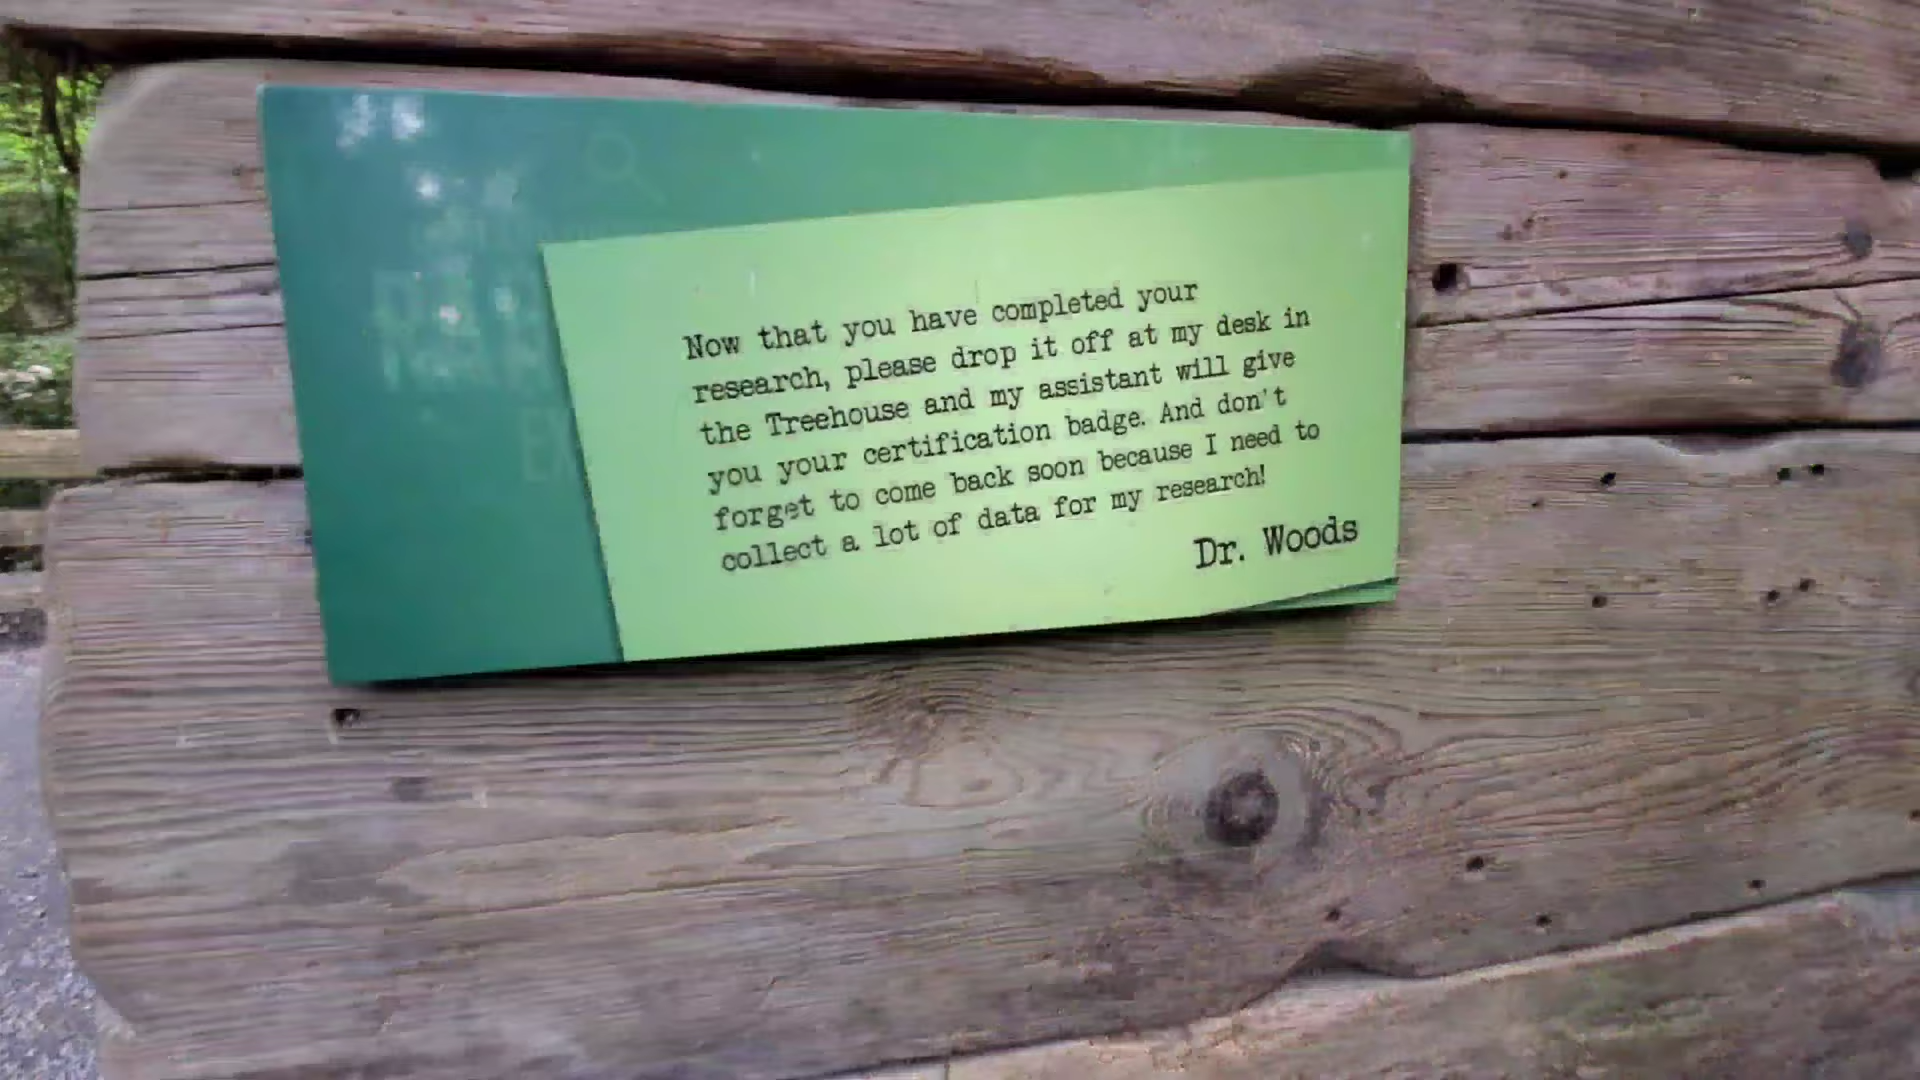 Now that you have completed your
research, please drop it off at my desk in
the Treehouse and my assistant will give
you your certification badge. And don't
forget to come back soon because I need to
collect a lot of data for my research!
Dr. Woods